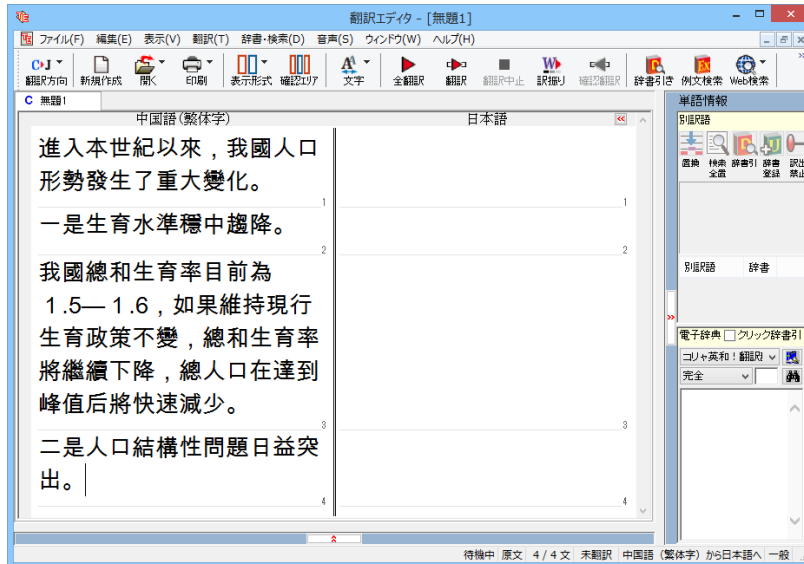 翻訳エディタ - [無題1]
ファイル(F) 編集(E) 表示(V) 翻訳(T) 辞書・検索(D) 音声(S) ウィンドウ(W) ヘルプ(H)
翻訳方向 新規作成 開く 印刷 表示形式 確認エリア 文字 全翻訳 翻訳 翻訳中止 訳振り 確認翻訳 辞書引き 例文検索 Web検索
C 無題1
中国語(繁体字) 日本語
進入本世紀以來，我國人口
形勢發生了重大變化。
1 1
一是生育水準穩中趨降。
2 2
我國總和生育率目前為
1.5— 1.6，如果維持現行
生育政策不變，總和生育率
將繼續下降，總人口在達到
峰值后將快速減少。
3 3
二是人口結構性問題日益突
出。
4 4
単語情報
別訳語
置換 検索全置 辞書引 辞書登録 訳出禁止
別訳語 辞書
電子辞典 クリック辞書引
コリャ英和！翻訳
完全
待機中 原文 4 / 4 文 未翻訳 中国語（繁体字）から日本語へ 一般